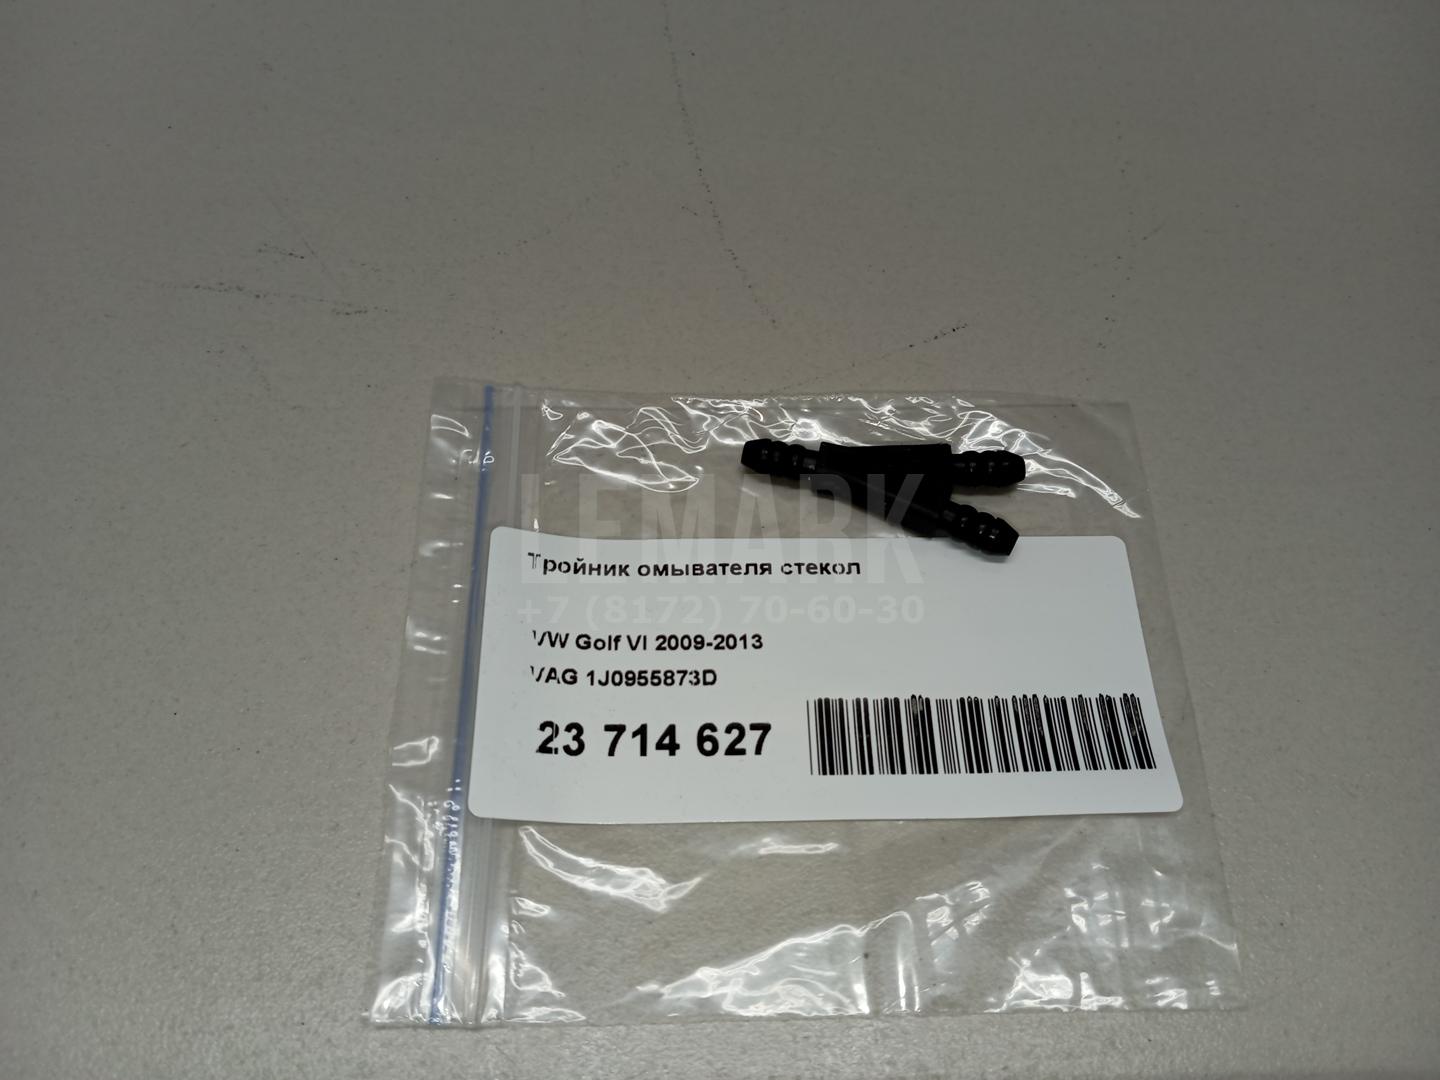 LEMARK
Тройник омывателя стекол
+7 (8172) 70-60-30
VW Golf VI 2009-2013
VAG 1J0955873D
23 714 627